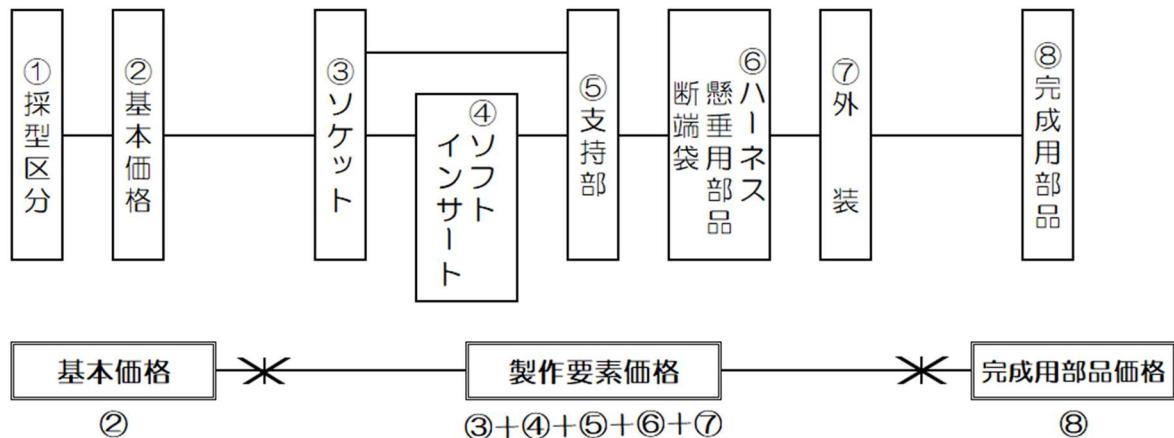 ①採型区分
②基本価格
③ソケット
④ソフト
インサート
⑤支持部
⑥ハーネス
懸垂用部品
断端袋
⑦外装
⑧完成用部品
基本価格
製作要素価格
完成用部品価格
②
③+④+⑤+⑥+⑦
⑧